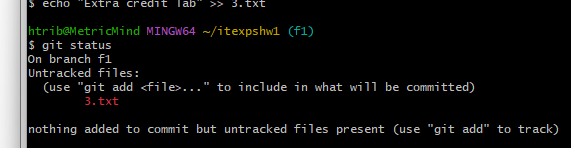 $ echo "Extra credit Tab" >> 3.txt
htrib@MetricMind MINGW64 ~/itexpshw1 (f1)
$ git status
On branch f1
Untracked files:
(use "git add <file>..." to include in what will be committed)
3.txt
nothing added to commit but untracked files present (use "git add" to track)